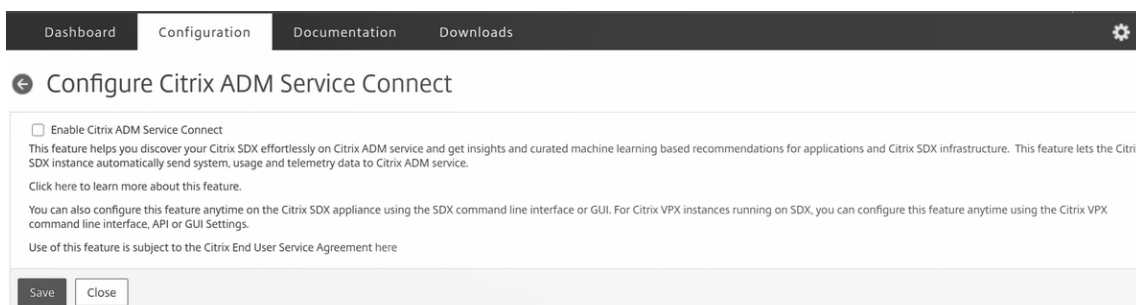 Dashboard Configuration Documentation Downloads
Configure Citrix ADM Service Connect
Enable Citrix ADM Service Connect
This feature helps you discover your Citrix SDX effortlessly on Citrix ADM service and get insights and curated machine learning based recommendations for applications and Citrix SDX infrastructure. This feature lets the Citri
SDX instance automatically send system, usage and telemetry data to Citrix ADM service.
Click here to learn more about this feature.
You can also configure this feature anytime on the Citrix SDX appliance using the SDX command line interface or GUI. For Citrix VPX instances running on SDX, you can configure this feature anytime using the Citrix VPX
command line interface, API or GUI Settings.
Use of this feature is subject to the Citrix End User Service Agreement here
Save Close